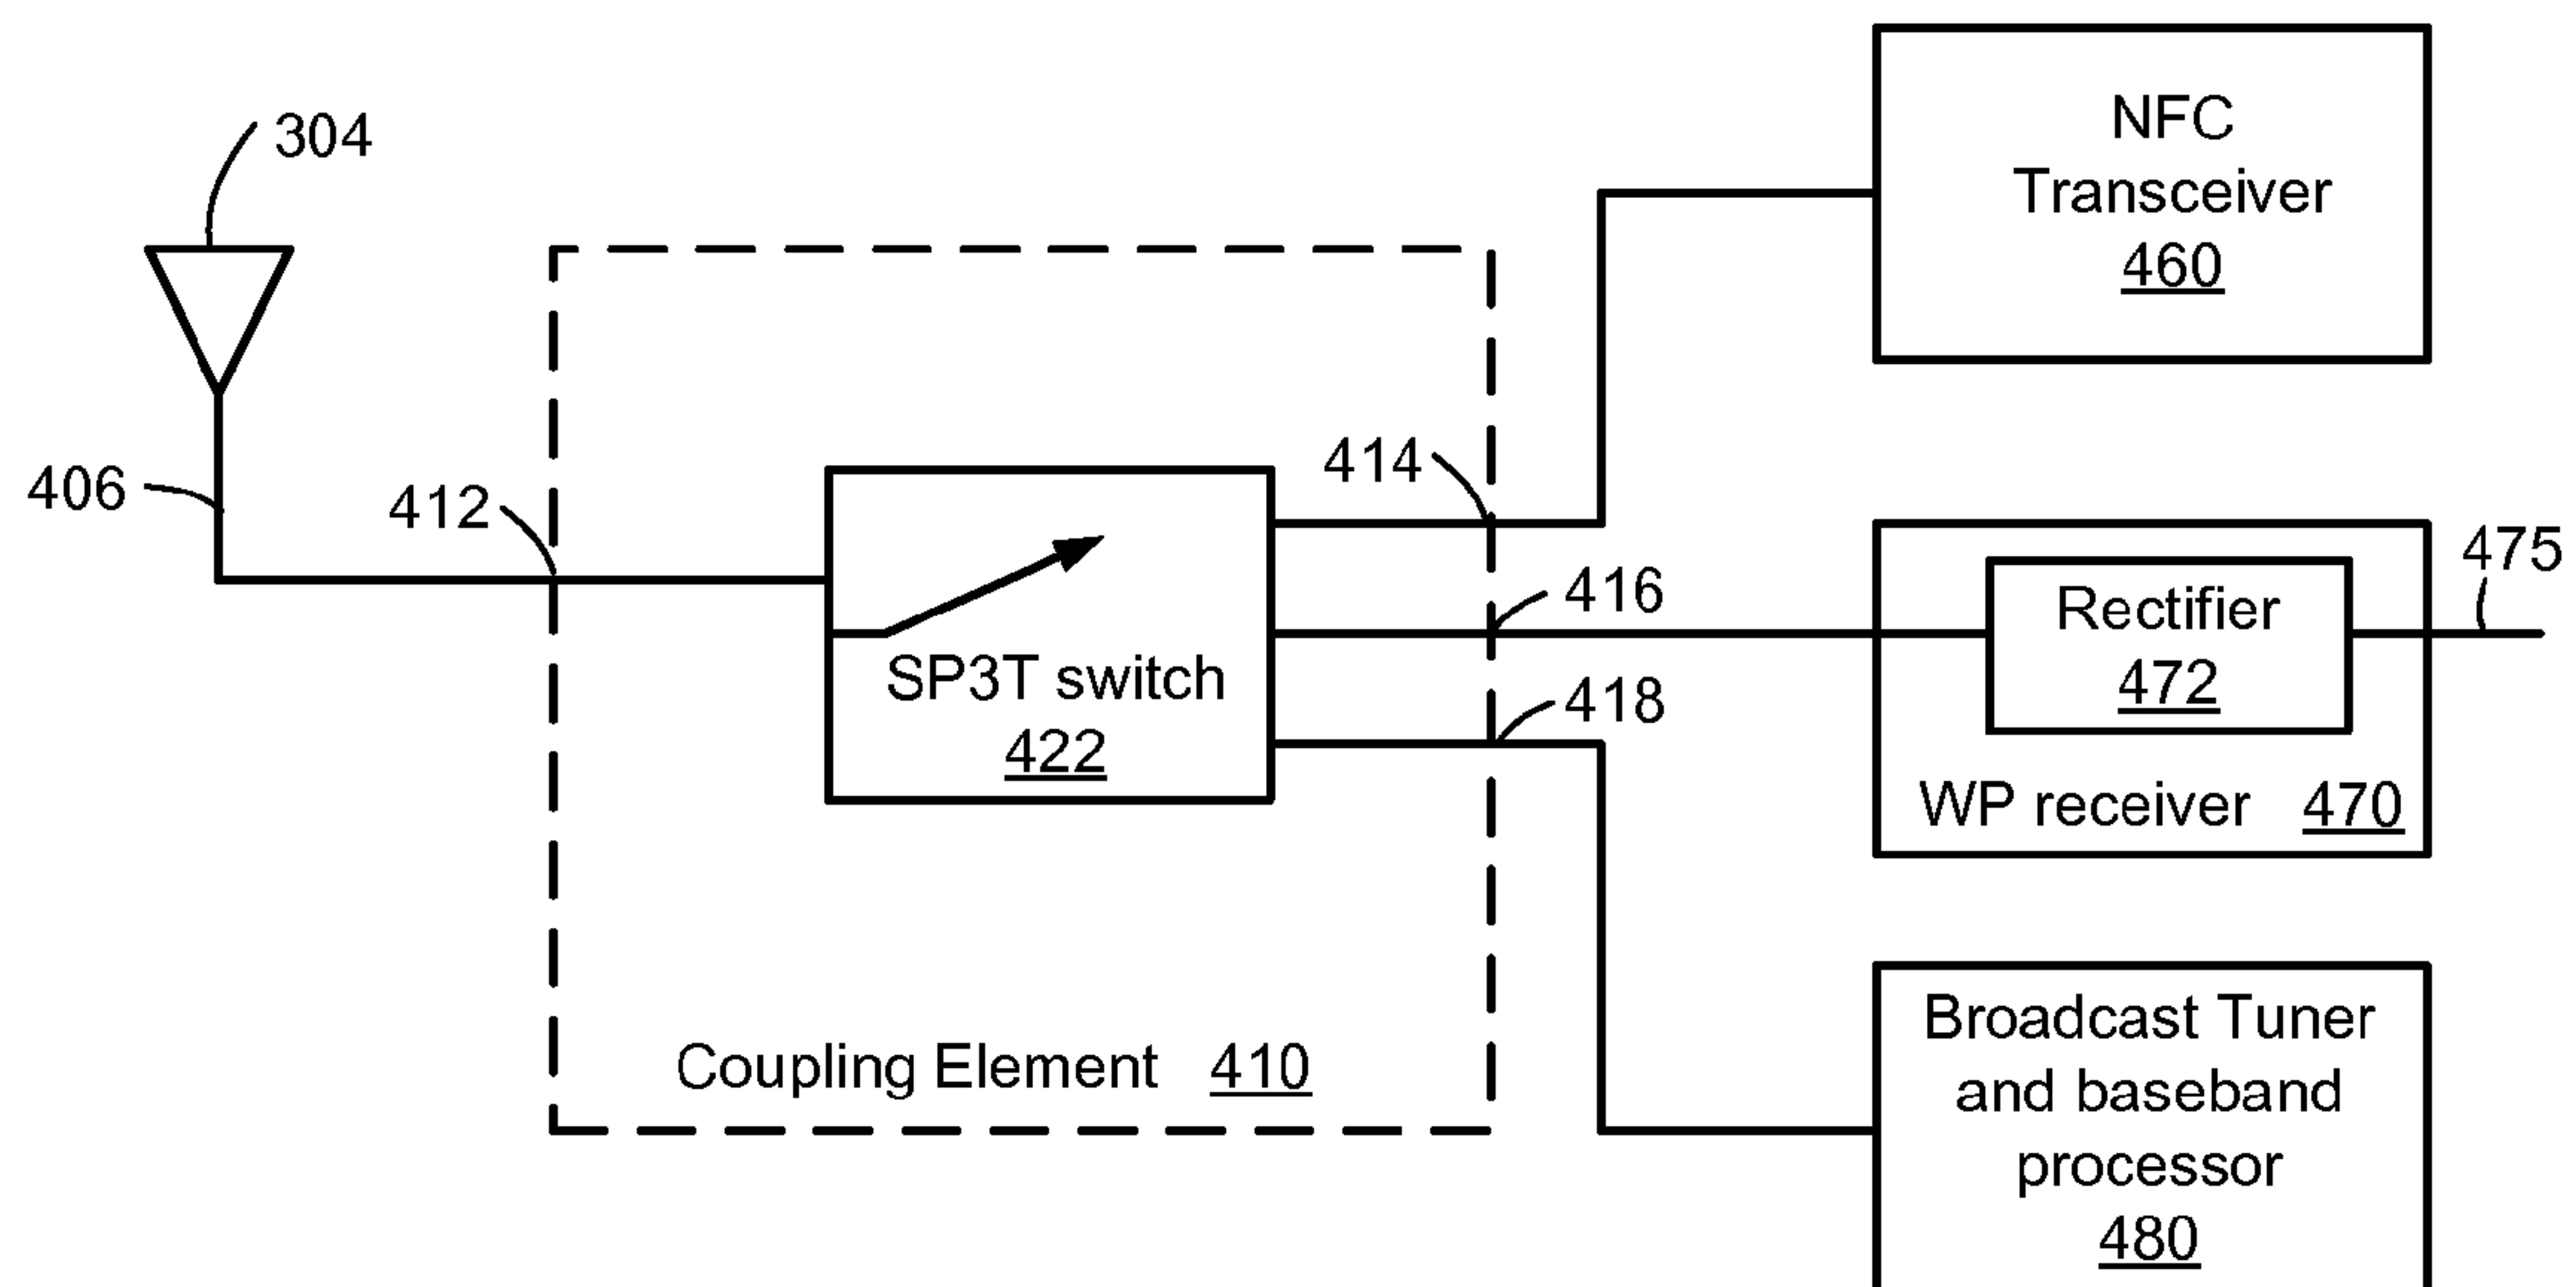 304
406
412
SP3T switch
422
Coupling Element 410
414
416
418
NFC
Transceiver
460
Rectifier
472
475
WP receiver 470
Broadcast Tuner
and baseband
processor
480